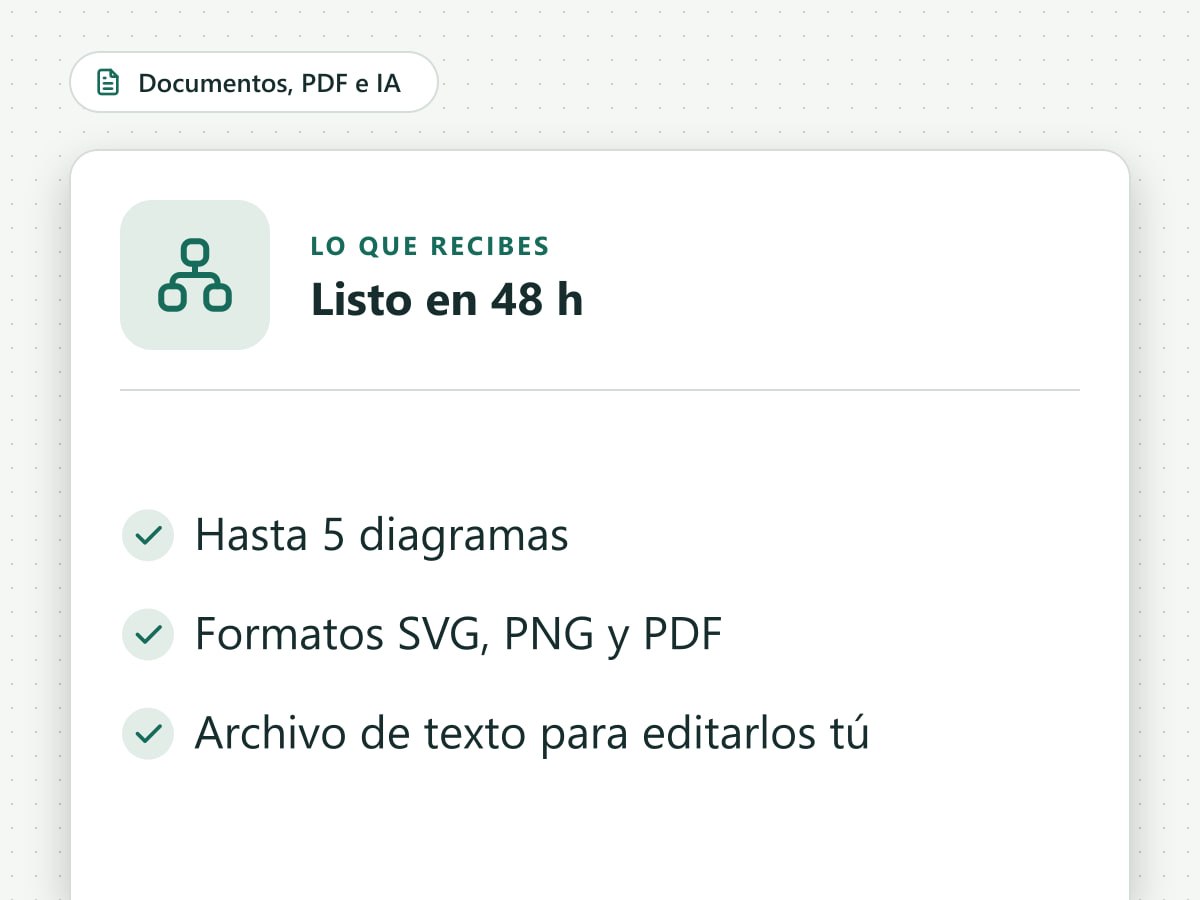 Documentos, PDF e IA
LO QUE RECIBES
Listo en 48 h
Hasta 5 diagramas
Formatos SVG, PNG y PDF
Archivo de texto para editarlos tú